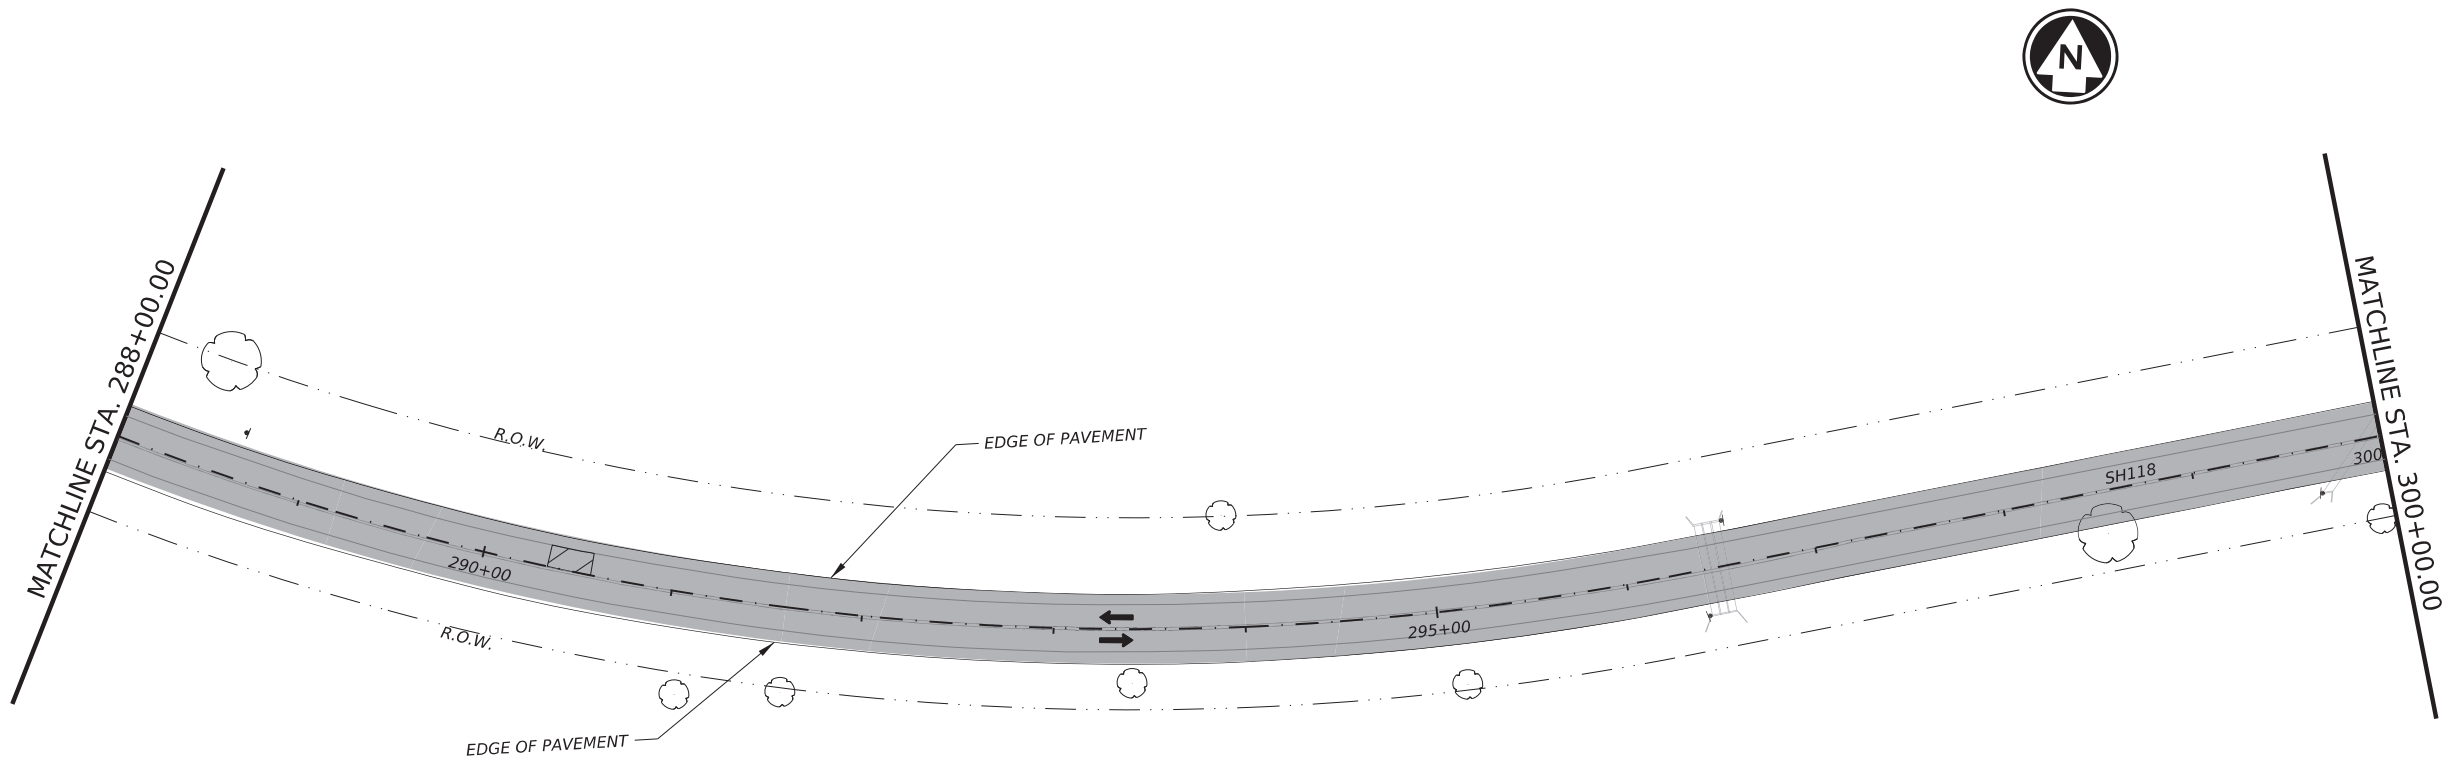 N
MATCHLINE STA. 288+00.00
MATCHLINE STA. 300+00.00
R.O.W.
EDGE OF PAVEMENT
SH118
300
290+00
295+00
R.O.W.
EDGE OF PAVEMENT